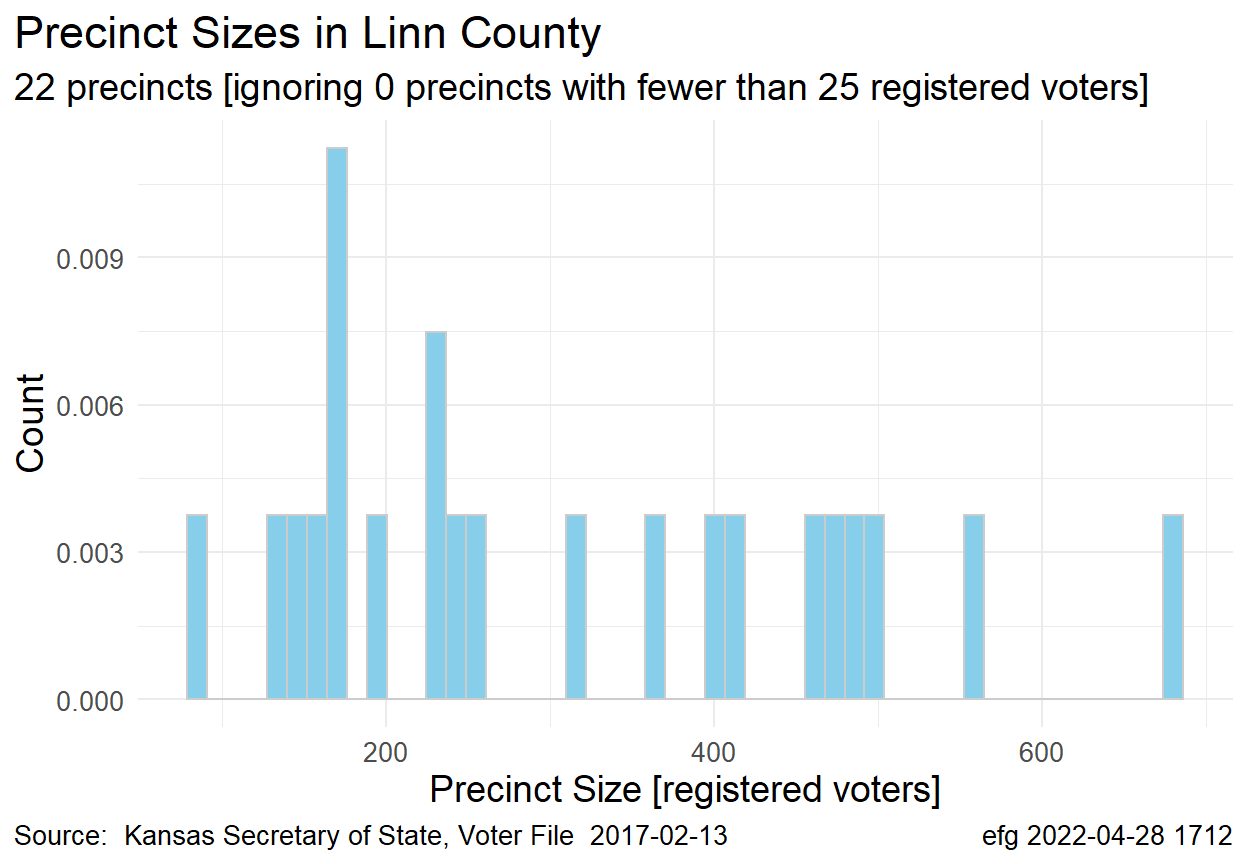 Precinct Sizes in Linn County
22 precincts [ignoring 0 precincts with fewer than 25 registered voters]
Count
0.009
0.006
0.003
0.000
200 400 600
Precinct Size [registered voters]
Source:  Kansas Secretary of State, Voter File  2017-02-13 efg 2022-04-28 1712